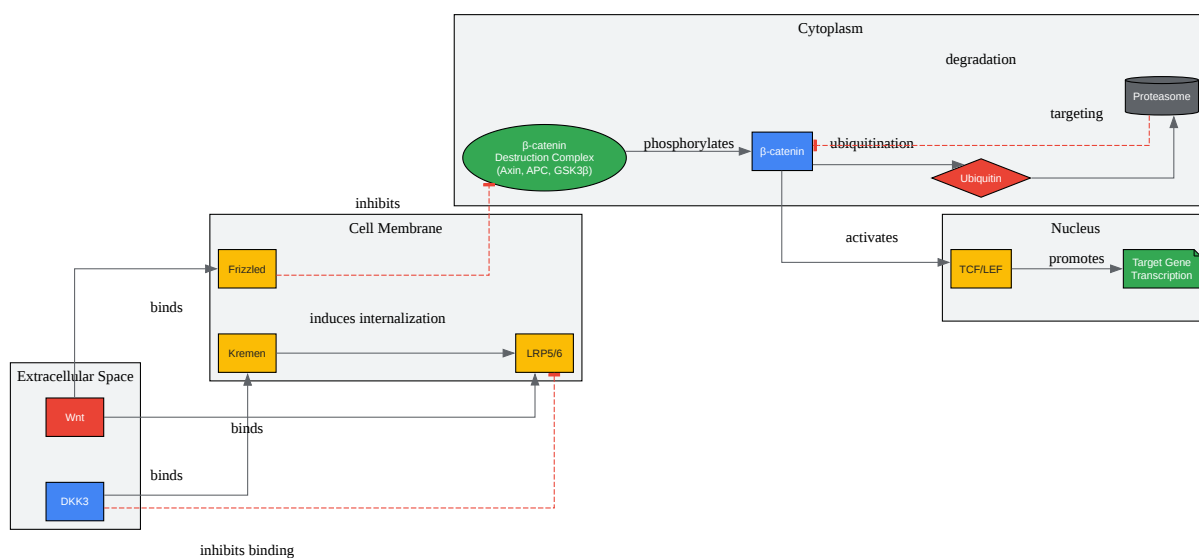 Cytoplasm
degradation
Proteasome
targeting
β-catenin
Destruction Complex
(Axin, APC, GSK3β)
phosphorylates
β-catenin
ubiquitination
Ubiquitin
inhibits
Cell Membrane
Frizzled
binds
induces internalization
Kremen
LRP5/6
activates
Nucleus
TCF/LEF
promotes
Target Gene
Transcription
Extracellular Space
Wnt
binds
binds
DKK3
inhibits binding